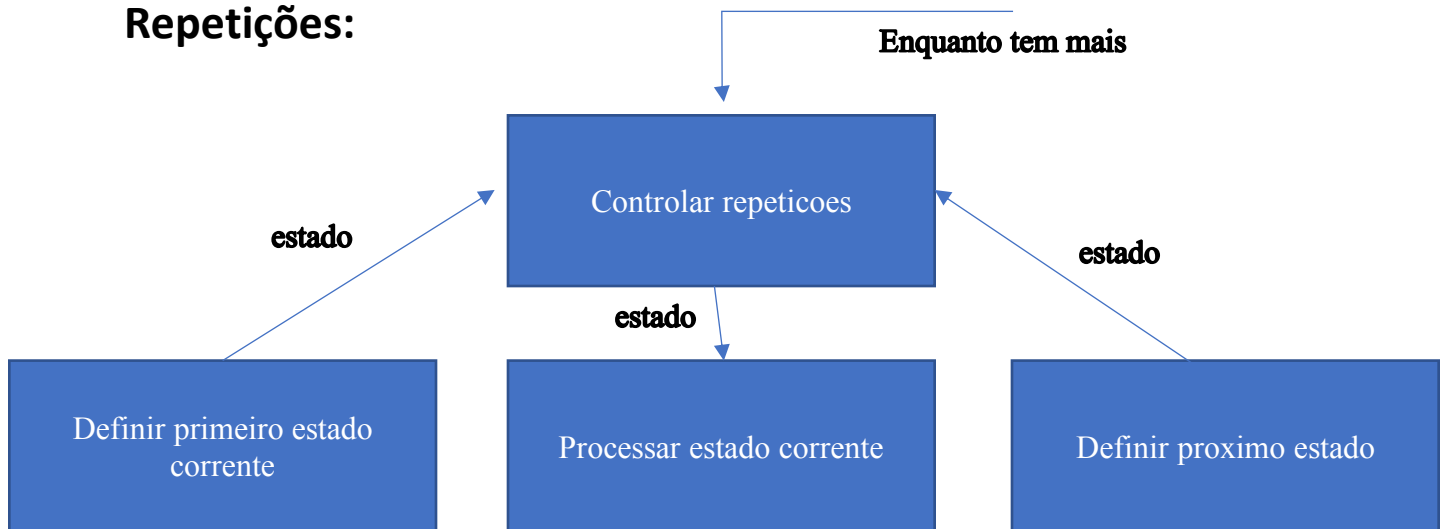 Repetições:
Enquanto tem mais
Controlar repeticoes
estado
estado
estado
Definir primeiro estado
corrente
Processar estado corrente
Definir proximo estado